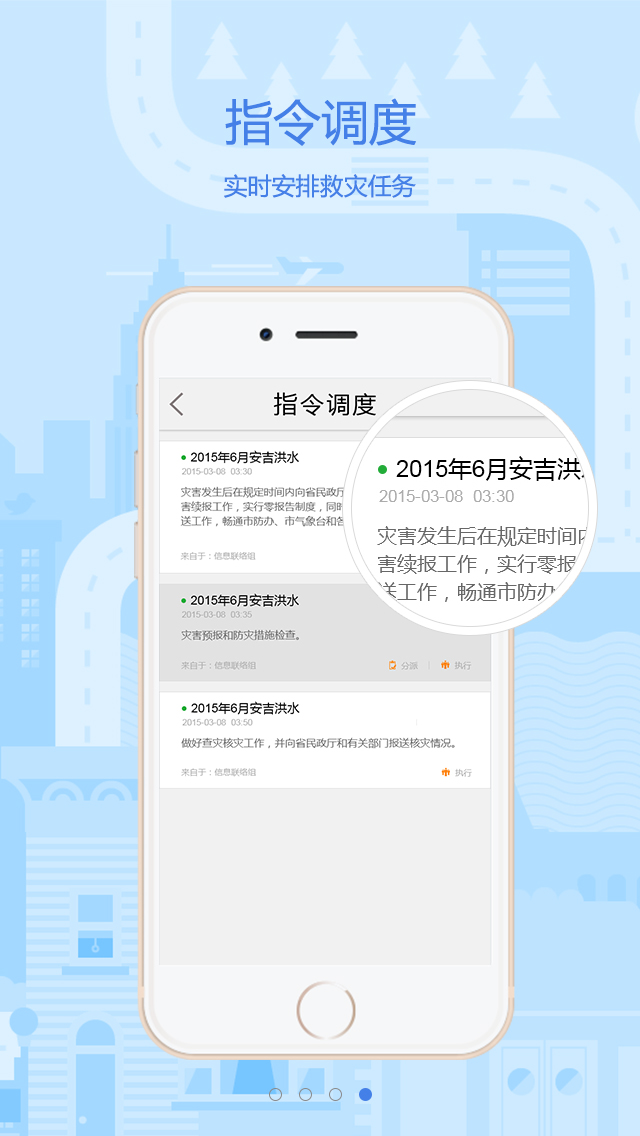 指令调度
实时安排救灾任务
指令调度
2015年6月安吉洪水
2015-03-08 03:30
灾害发生后在规定时间内向省民政厅
害续报工作，实行零报告制度，同时
送工作，畅通市防办、市气象台和各
来自于：信息联络组
2015年6月安吉洪
2015-03-08 03:30
灾害发生后在规定时间内
害续报工作，实行零报
送工作，畅通市防办
2015年6月安吉洪水
2015-03-08 03:35
灾害预报和防灾措施检查。
来自于：信息联络组 分派 执行
2015年6月安吉洪水
2015-03-08 03:50
做好查灾核灾工作，并向省民政厅和有关部门报送核灾情况。
来自于：信息联络组 执行